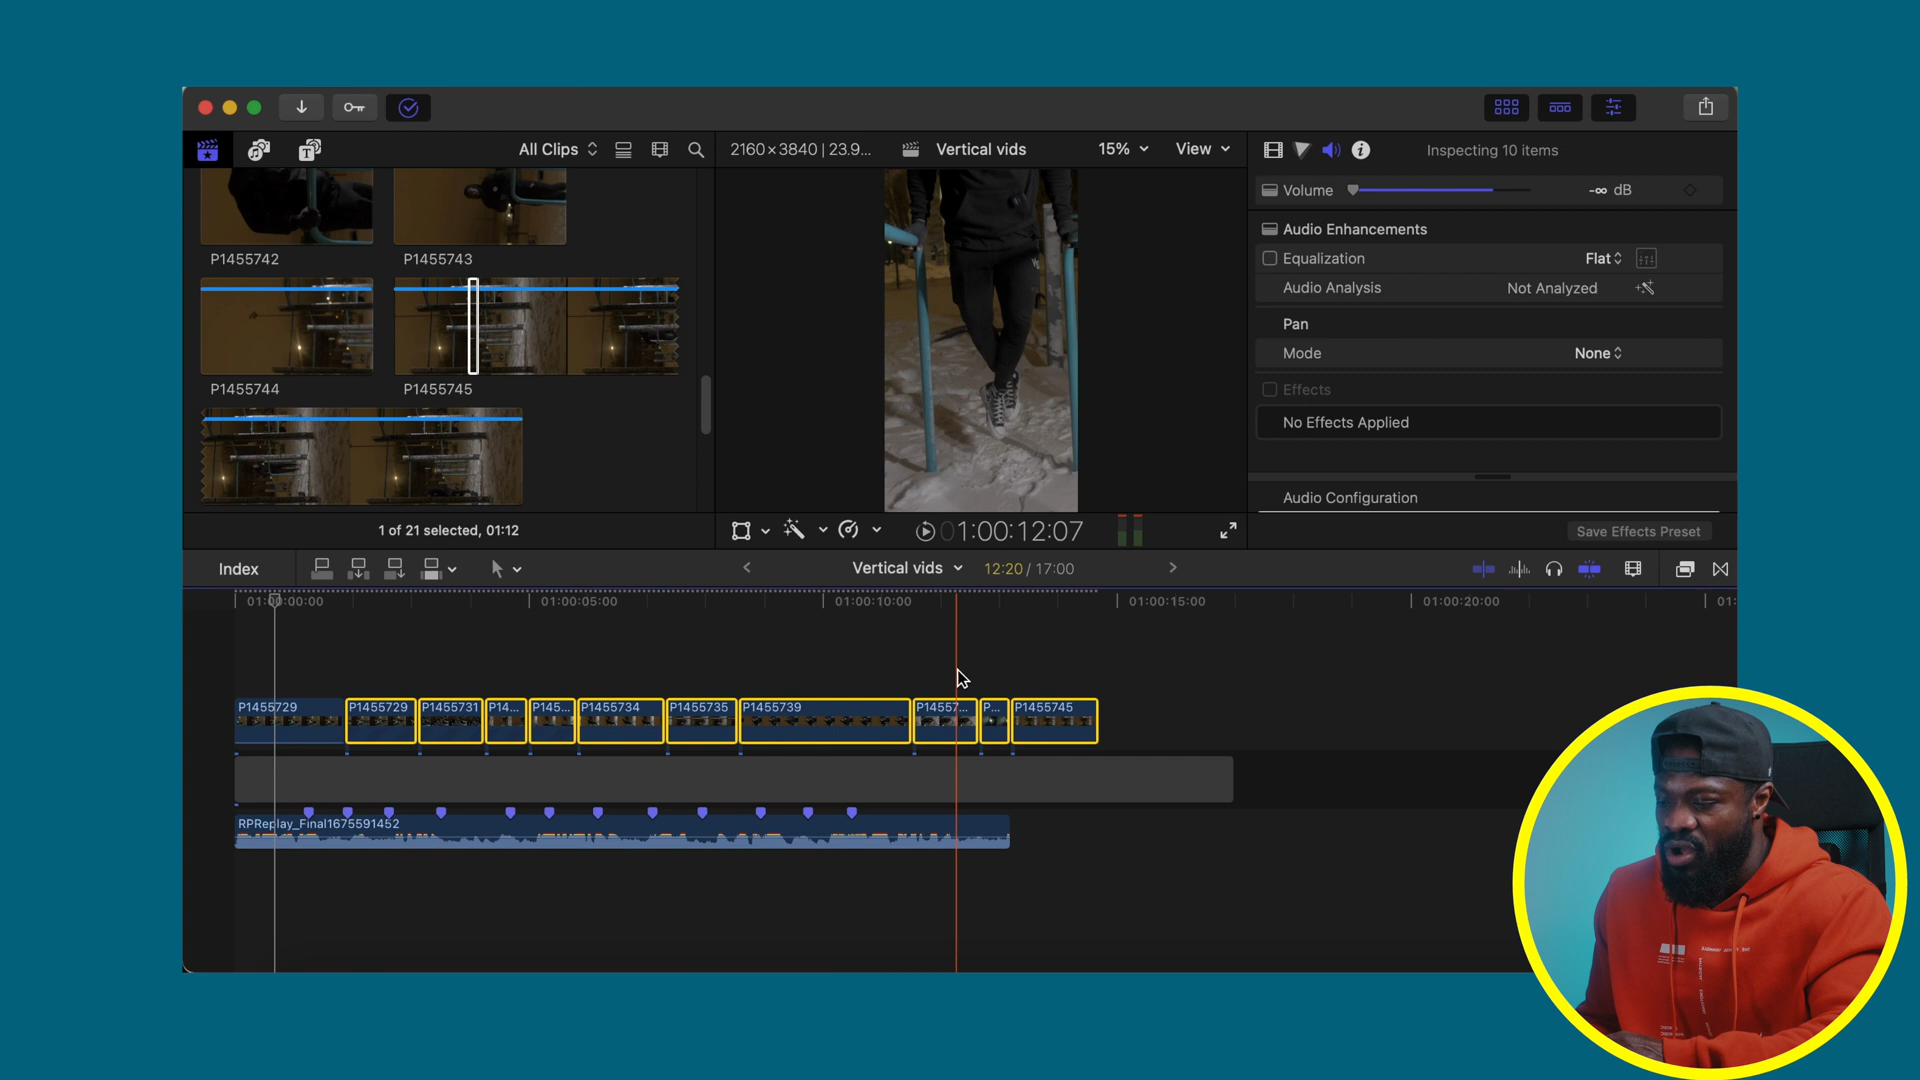 All Clips
2160×3840 | 23.9...
Vertical vids
15%
View
Inspecting 10 items
Volume
-∞ dB
P1455742
P1455743
Audio Enhancements
Equalization
Flat
Audio Analysis
Not Analyzed
Pan
Mode
None
P1455744
P1455745
Effects
No Effects Applied
Audio Configuration
1 of 21 selected, 01:12
01:00:12:07
Save Effects Preset
Index
Vertical vids
12:20 / 17:00
01:00:00:00
01:00:05:00
01:00:10:00
01:00:15:00
01:00:20:00
01:
P1455729
P1455729
P1455731
P14...
P145...
P1455734
P1455735
P1455739
P14557...
P...
P1455745
RPReplay_Final1675591452